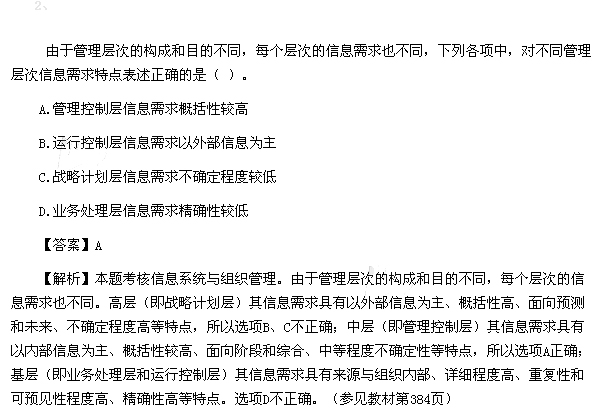 2、
由于管理层次的构成和目的不同，每个层次的信息需求也不同，下列各项中，对不同管理
层次信息需求特点表述正确的是（ ）。
A.管理控制层信息需求概括性较高
B.运行控制层信息需求以外部信息为主
C.战略计划层信息需求不确定程度较低
D.业务处理层信息需求精确性较低
【答案】A
【解析】本题考核信息系统与组织管理。由于管理层次的构成和目的不同，每个层次的信
息需求也不同。高层（即战略计划层）其信息需求具有以外部信息为主、概括性高、面向预测
和未来、不确定程度高等特点，所以选项B、C不正确；中层（即管理控制层）其信息需求具有
以内部信息为主、概括性较高、面向阶段和综合、中等程度不确定性等特点，所以选项A正确；
基层（即业务处理层和运行控制层）其信息需求具有来源与组织内部、详细程度高、重复性和
可预见性程度高、精确性高等特点。选项D不正确。（参见教材第384页）